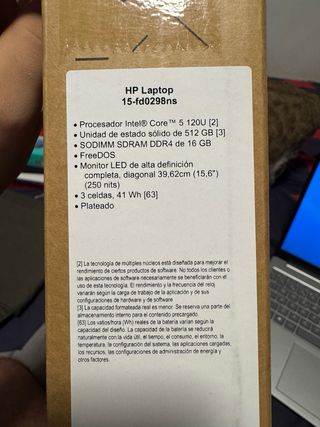 HP Laptop
15-fd0298ns
• Procesador Intel® Core™ 5 120U [2]
• Unidad de estado sólido de 512 GB [3]
• SODIMM SDRAM DDR4 de 16 GB
• FreeDOS
• Monitor LED de alta definición
completa, diagonal 39,62cm (15,6")
(250 nits)
• 3 celdas, 41 Wh [63]
• Plateado
[2] La tecnología de múltiples núcleos está diseñada para mejorar el
rendimiento de ciertos productos de software. No todos los clientes o
las aplicaciones de software necesariamente se beneficiarán con el
uso de esta tecnología. El rendimiento y la frecuencia del reloj
variarán según la carga de trabajo de la aplicación y de sus
configuraciones de hardware y de software.
[3] La capacidad formateada real es menor. Se reserva una parte del
almacenamiento interno para el contenido precargado.
[63] Los vatios/hora (Wh) reales de la batería varían según la
capacidad del diseño. La capacidad de la batería se reducirá
naturalmente con la vida útil, el tiempo, el consumo, el entorno, la
temperatura, la configuración del sistema, las aplicaciones cargadas,
los recursos, las configuraciones de administración de energía y
otros factores.